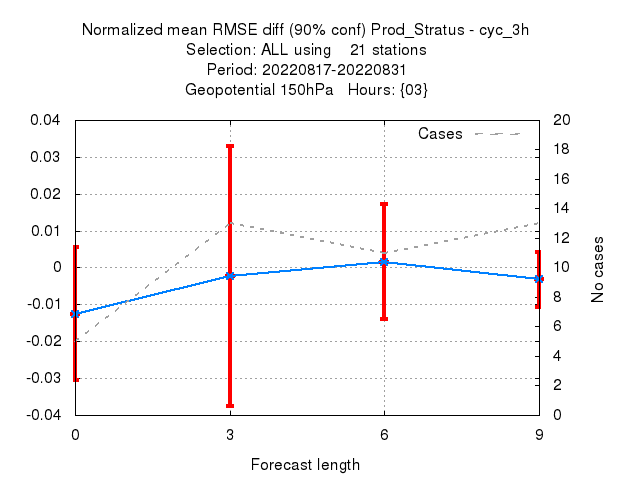 Normalized mean RMSE diff (90% conf) Prod_Stratus - cyc_3h
Selection: ALL using    21 stations
Period: 20220817-20220831
Geopotential 150hPa   Hours: {03}
Cases
0.04
0.03
0.02
0.01
0
-0.01
-0.02
-0.03
-0.04
20
18
16
14
12
10
8
6
4
2
0
No cases
0 3 6 9
Forecast length